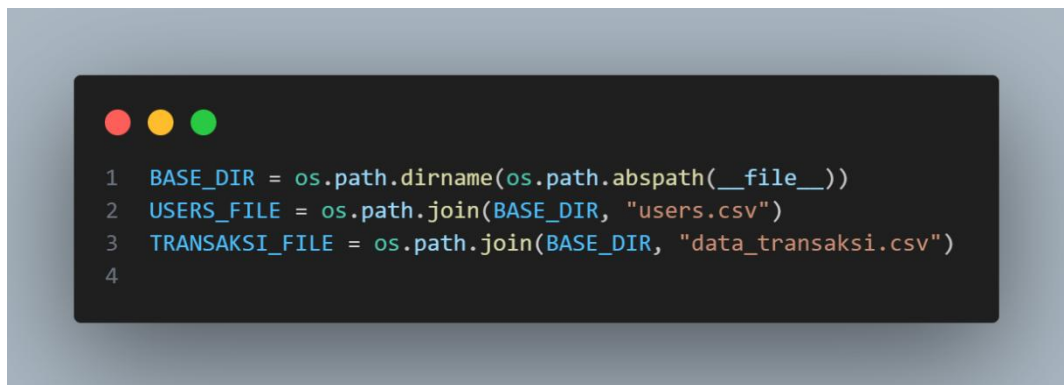 1 BASE_DIR = os.path.dirname(os.path.abspath(__file__))
2 USERS_FILE = os.path.join(BASE_DIR, "users.csv")
3 TRANSAKSI_FILE = os.path.join(BASE_DIR, "data_transaksi.csv")
4